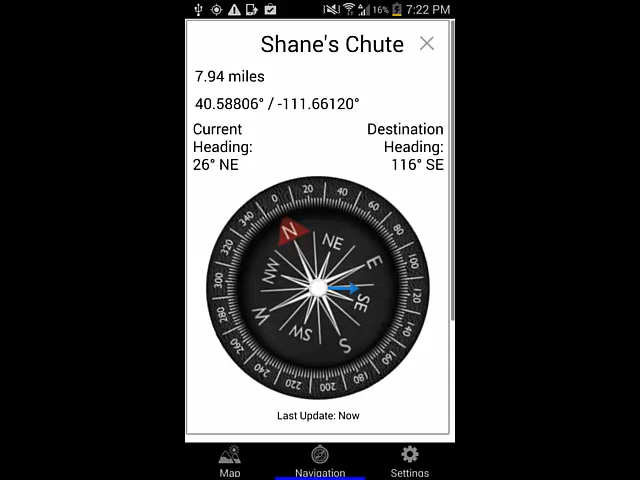 16% 7:22 PM
Shane's Chute
7.94 miles
40.58806° / -111.66120°
Current Destination
Heading: Heading:
26° NE 116° SE
0 20 40 60 80 100 120 140 160 180 200 220 240 260 280 300 320 340
N NE E SE S SW W NW
Last Update: Now
Map Navigation Settings